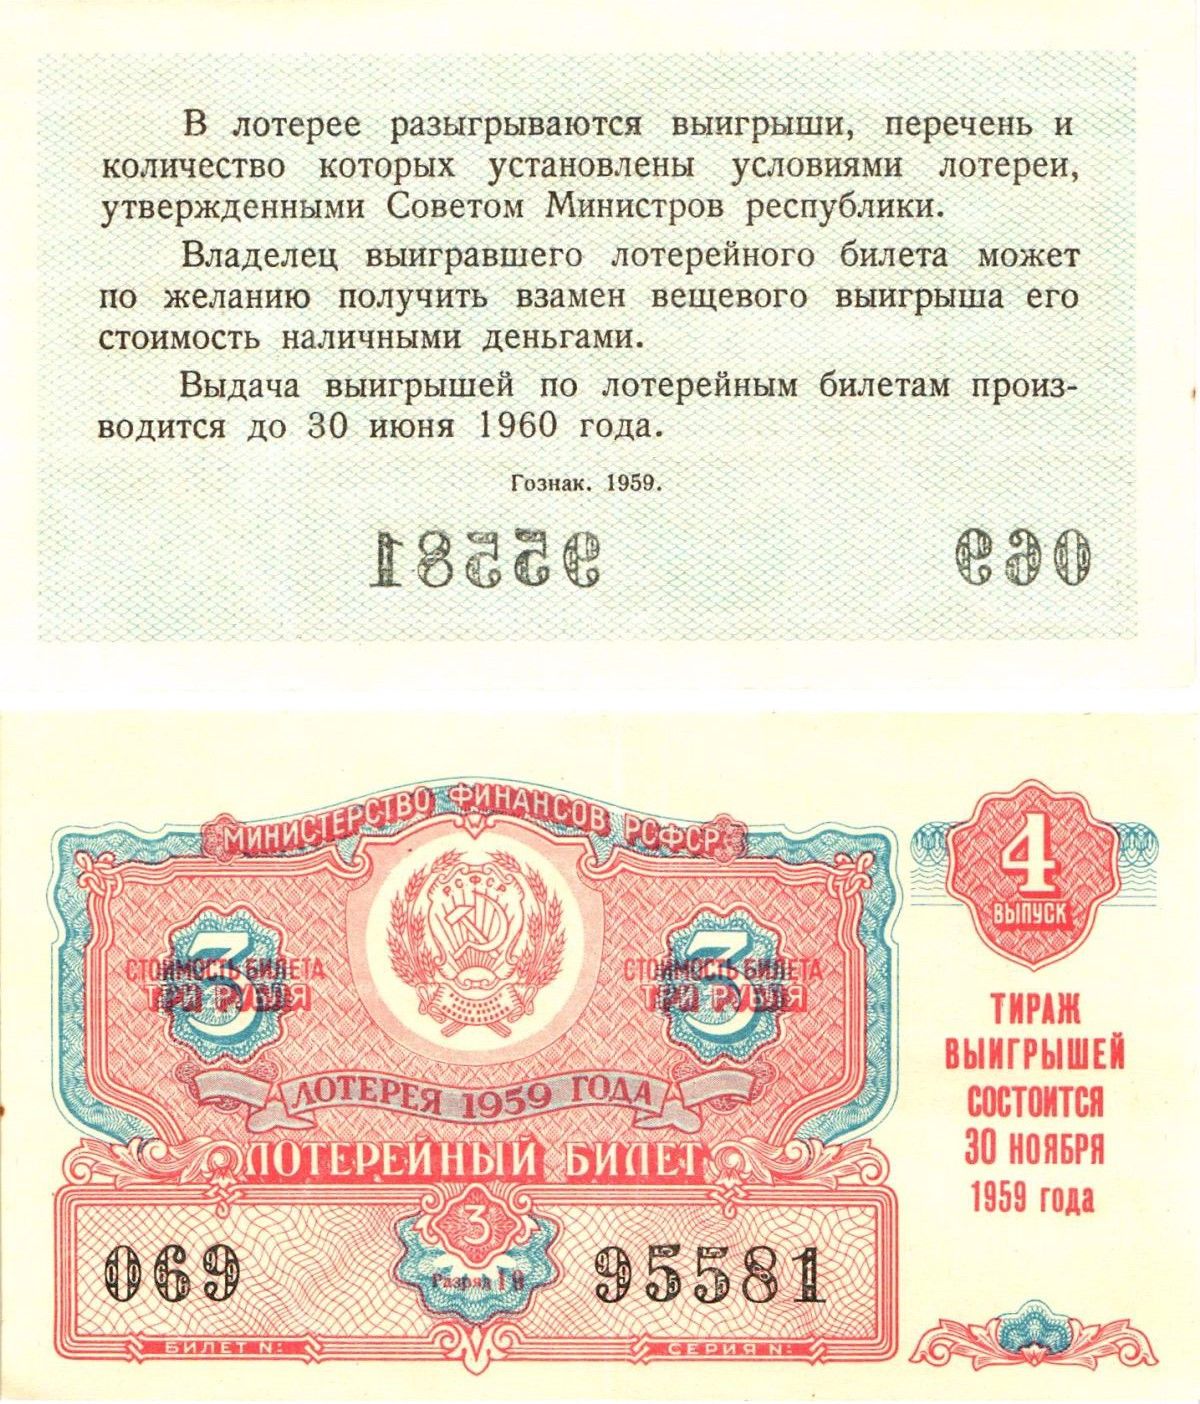 В лотерее разыгрываются выигрыши, перечень и
количество которых установлены условиями лотереи,
утвержденными Советом Министров республики.
Владелец выигравшего лотерейного билета может
по желанию получить взамен вещевого выигрыша его
стоимость наличными деньгами.
Выдача выигрышей по лотерейным билетам произ-
водится до 30 июня 1960 года.
Гознак. 1959.
95581
069
МИНИСТЕРСТВО ФИНАНСОВ РСФСР
РСФСР
4
ВЫПУСК
3
СТОИМОСТЬ БИЛЕТА
ТРИ РУБЛЯ
3
СТОИМОСТЬ БИЛЕТА
ТРИ РУБЛЯ
ТИРАЖ
ВЫИГРЫШЕЙ
СОСТОИТСЯ
30 НОЯБРЯ
1959 года
ЛОТЕРЕЯ 1959 ГОДА
ЛОТЕРЕЙНЫЙ БИЛЕТ
3
069
Разряд
95581
БИЛЕТ №:
СЕРИЯ №: